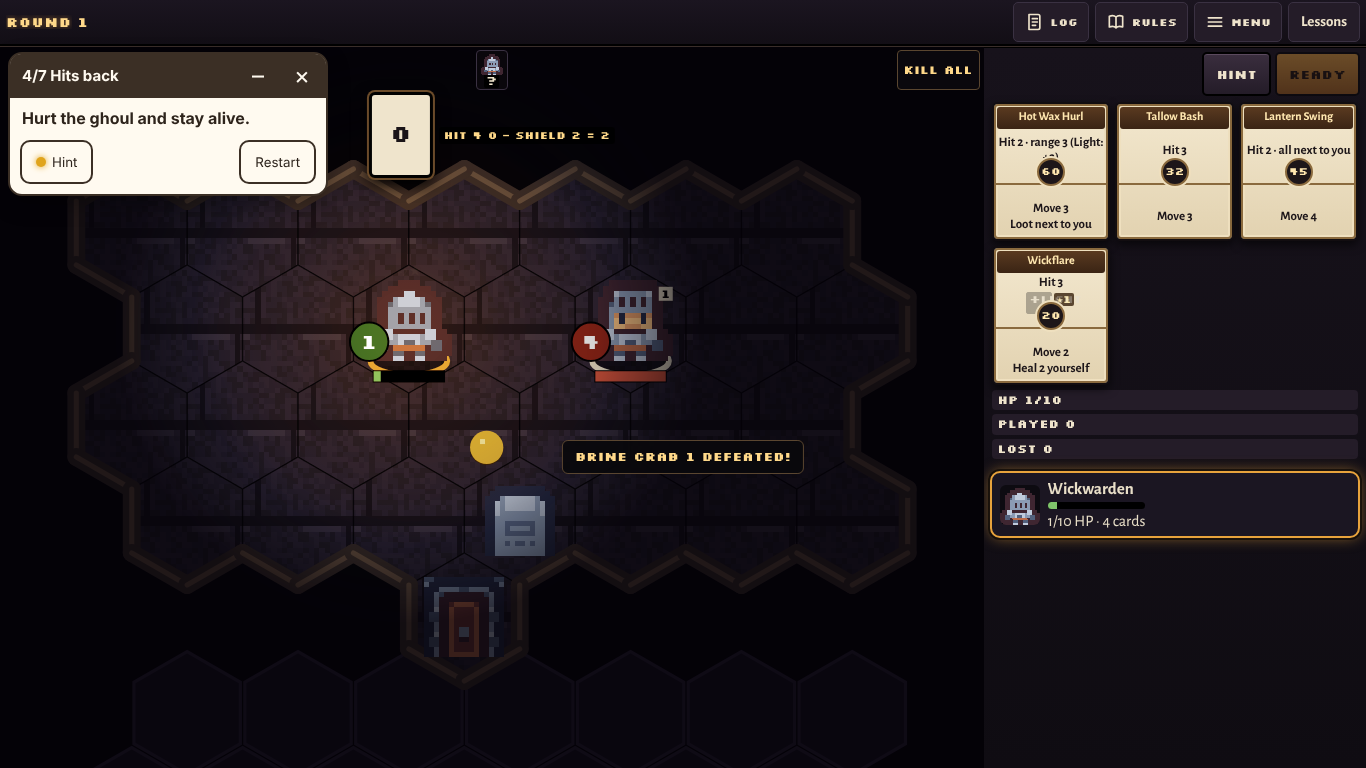 ROUND 1
LOG
RULES
MENU
Lessons
4/7 Hits back
Hurt the ghoul and stay alive.
Hint
Restart
?
KILL ALL
HINT
READY
0
HIT 4 0 - SHIELD 2 = 2
Hot Wax Hurl
Hit 2 · range 3 (Light:
60
Move 3
Loot next to you
Tallow Bash
Hit 3
32
Move 3
Lantern Swing
Hit 2 · all next to you
45
Move 4
Wickflare
Hit 3
20
Move 2
Heal 2 yourself
1
4
1
BRINE CRAB 1 DEFEATED!
HP 1/10
PLAYED 0
LOST 0
Wickwarden
1/10 HP · 4 cards